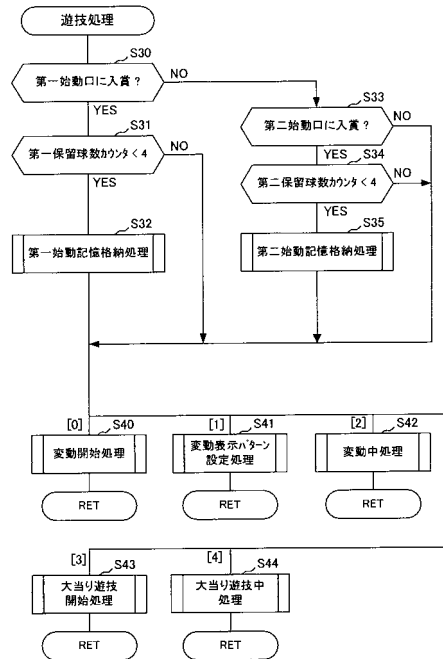 遊技処理
S30
第一始動口に入賞？
NO
YES
S31
第一保留球数カウンタ<4
NO
YES
S32
第一始動記憶格納処理
S33
第二始動口に入賞？
NO
YES
S34
第二保留球数カウンタ<4
NO
YES
S35
第二始動記憶格納処理
[0]
S40
変動開始処理
RET
[1]
S41
変動表示パターン
設定処理
RET
[2]
S42
変動中処理
RET
[3]
S43
大当り遊技
開始処理
RET
[4]
S44
大当り遊技中
処理
RET